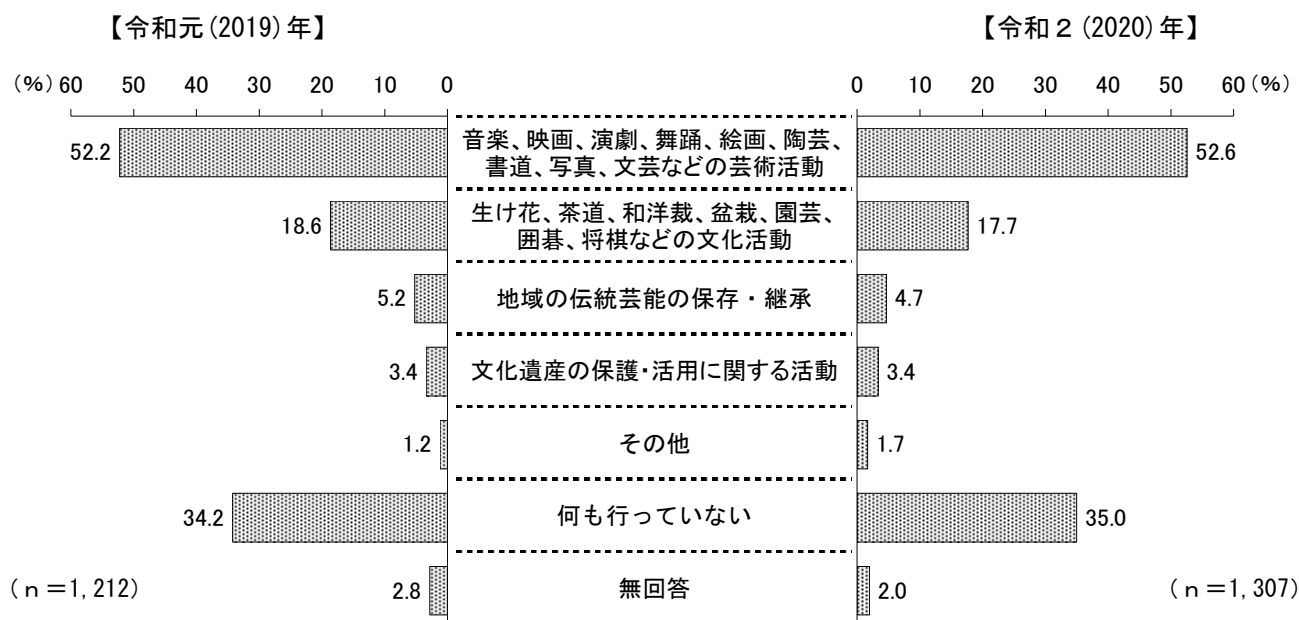 【令和元(2019)年】
【令和２(2020)年】
(%) 60 50 40 30 20 10 0
0 10 20 30 40 50 60 (%)
52.2
音楽、映画、演劇、舞踊、絵画、陶芸、
書道、写真、文芸などの芸術活動
52.6
18.6
生け花、茶道、和洋裁、盆栽、園芸、
囲碁、将棋などの文化活動
17.7
5.2
地域の伝統芸能の保存・継承
4.7
3.4
文化遺産の保護・活用に関する活動
3.4
1.2
その他
1.7
34.2
何も行っていない
35.0
2.8
無回答
2.0
(ｎ＝1,212)
(ｎ＝1,307)